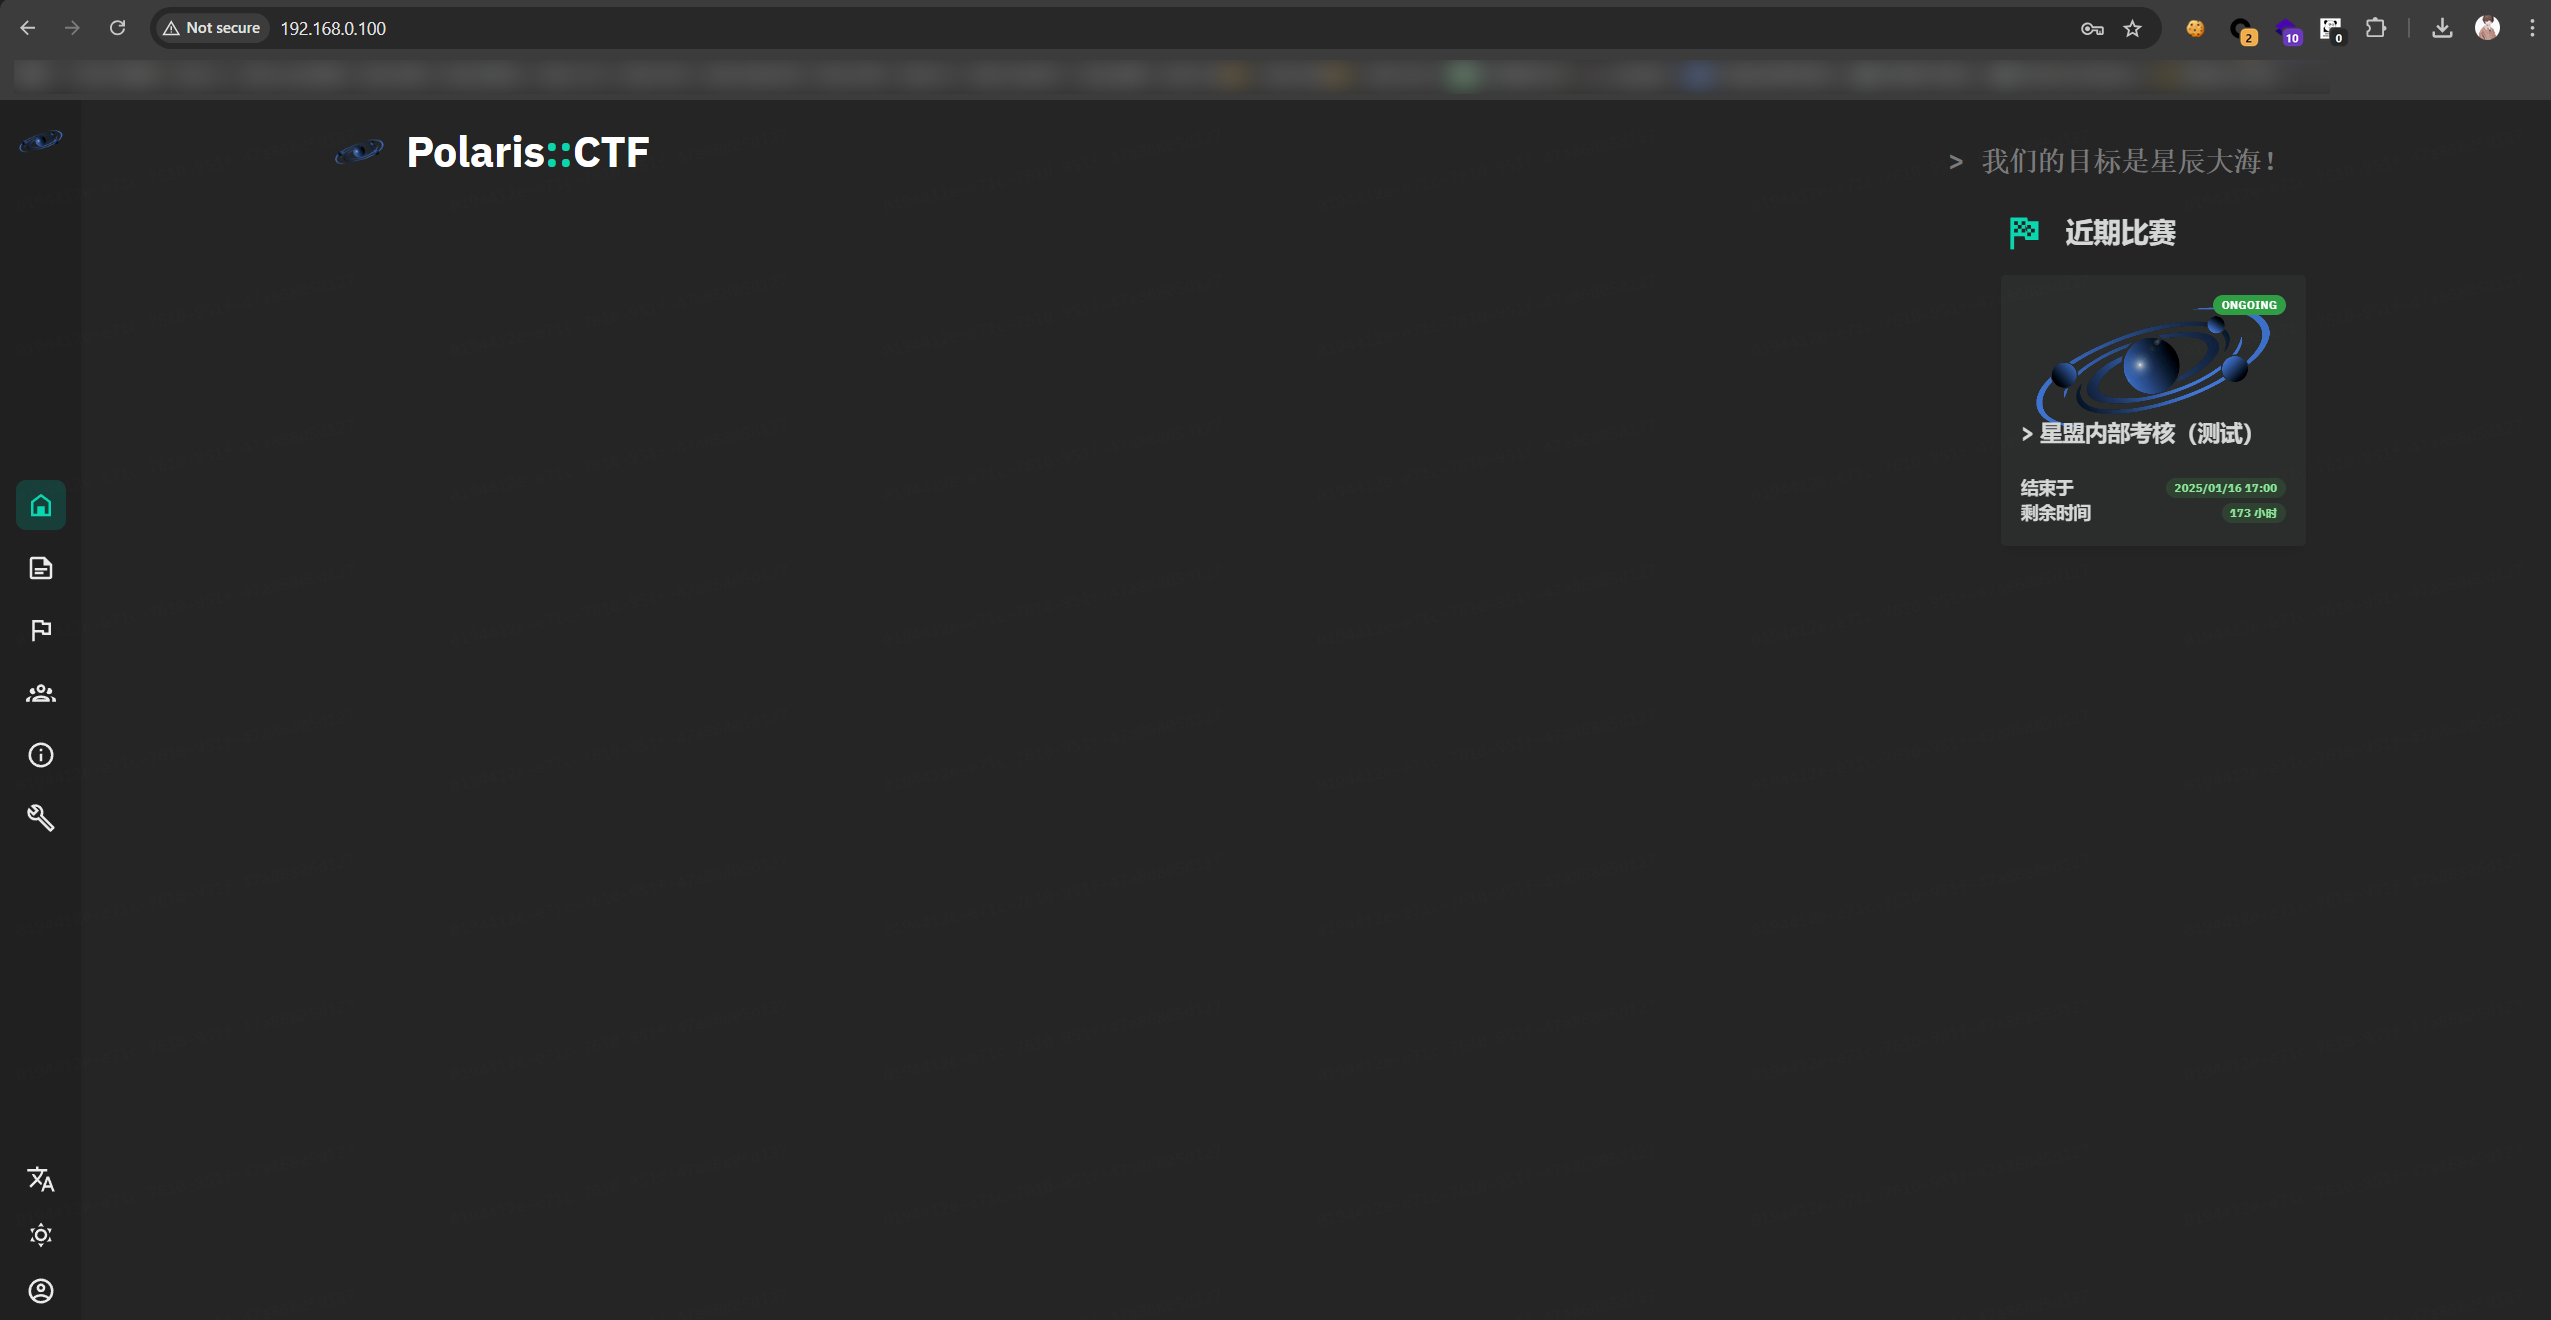 Not secure
192.168.0.100
2
10
0
Polaris::CTF
> 我们的目标是星辰大海!
近期比赛
ONGOING
> 星盟内部考核（测试）
结束于
2025/01/16 17:00
剩余时间
173 小时